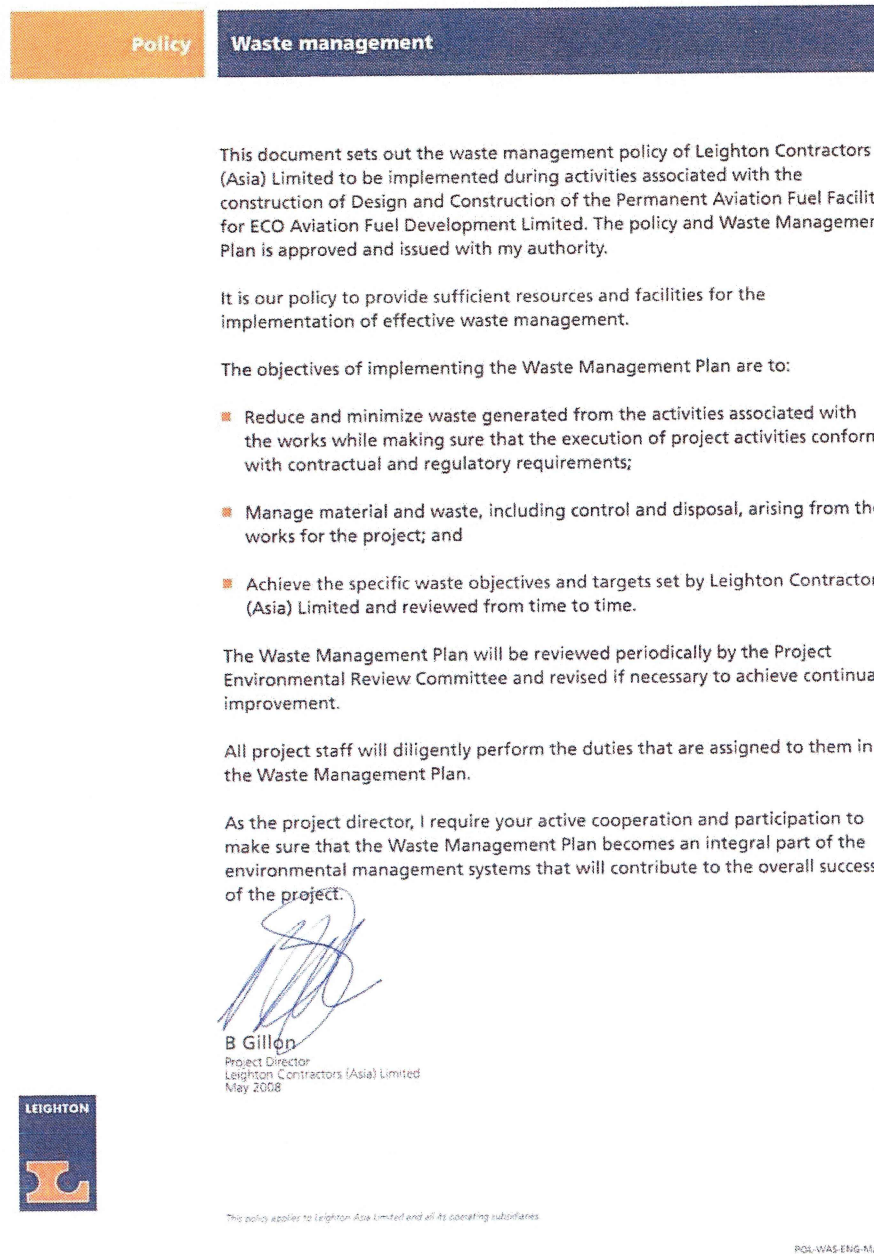 Policy
Waste management
This document sets out the waste management policy of Leighton Contractors
(Asia) Limited to be implemented during activities associated with the
construction of Design and Construction of the Permanent Aviation Fuel Facilit
for ECO Aviation Fuel Development Limited. The policy and Waste Managemen
Plan is approved and issued with my authority.
It is our policy to provide sufficient resources and facilities for the
implementation of effective waste management.
The objectives of implementing the Waste Management Plan are to:
Reduce and minimize waste generated from the activities associated with
the works while making sure that the execution of project activities conform
with contractual and regulatory requirements;
Manage material and waste, including control and disposal, arising from the
works for the project; and
Achieve the specific waste objectives and targets set by Leighton Contractor
(Asia) Limited and reviewed from time to time.
The Waste Management Plan will be reviewed periodically by the Project
Environmental Review Committee and revised if necessary to achieve continua
improvement.
All project staff will diligently perform the duties that are assigned to them in
the Waste Management Plan.
As the project director, I require your active cooperation and participation to
make sure that the Waste Management Plan becomes an integral part of the
environmental management systems that will contribute to the overall success
of the project.
B Gillon
Project Director
Leighton Contractors (Asia) Limited
May 2008
LEIGHTON
This policy applies to Leighton Asia Limited and all its operating subsidiaries
POL-WAS-ENG-MA